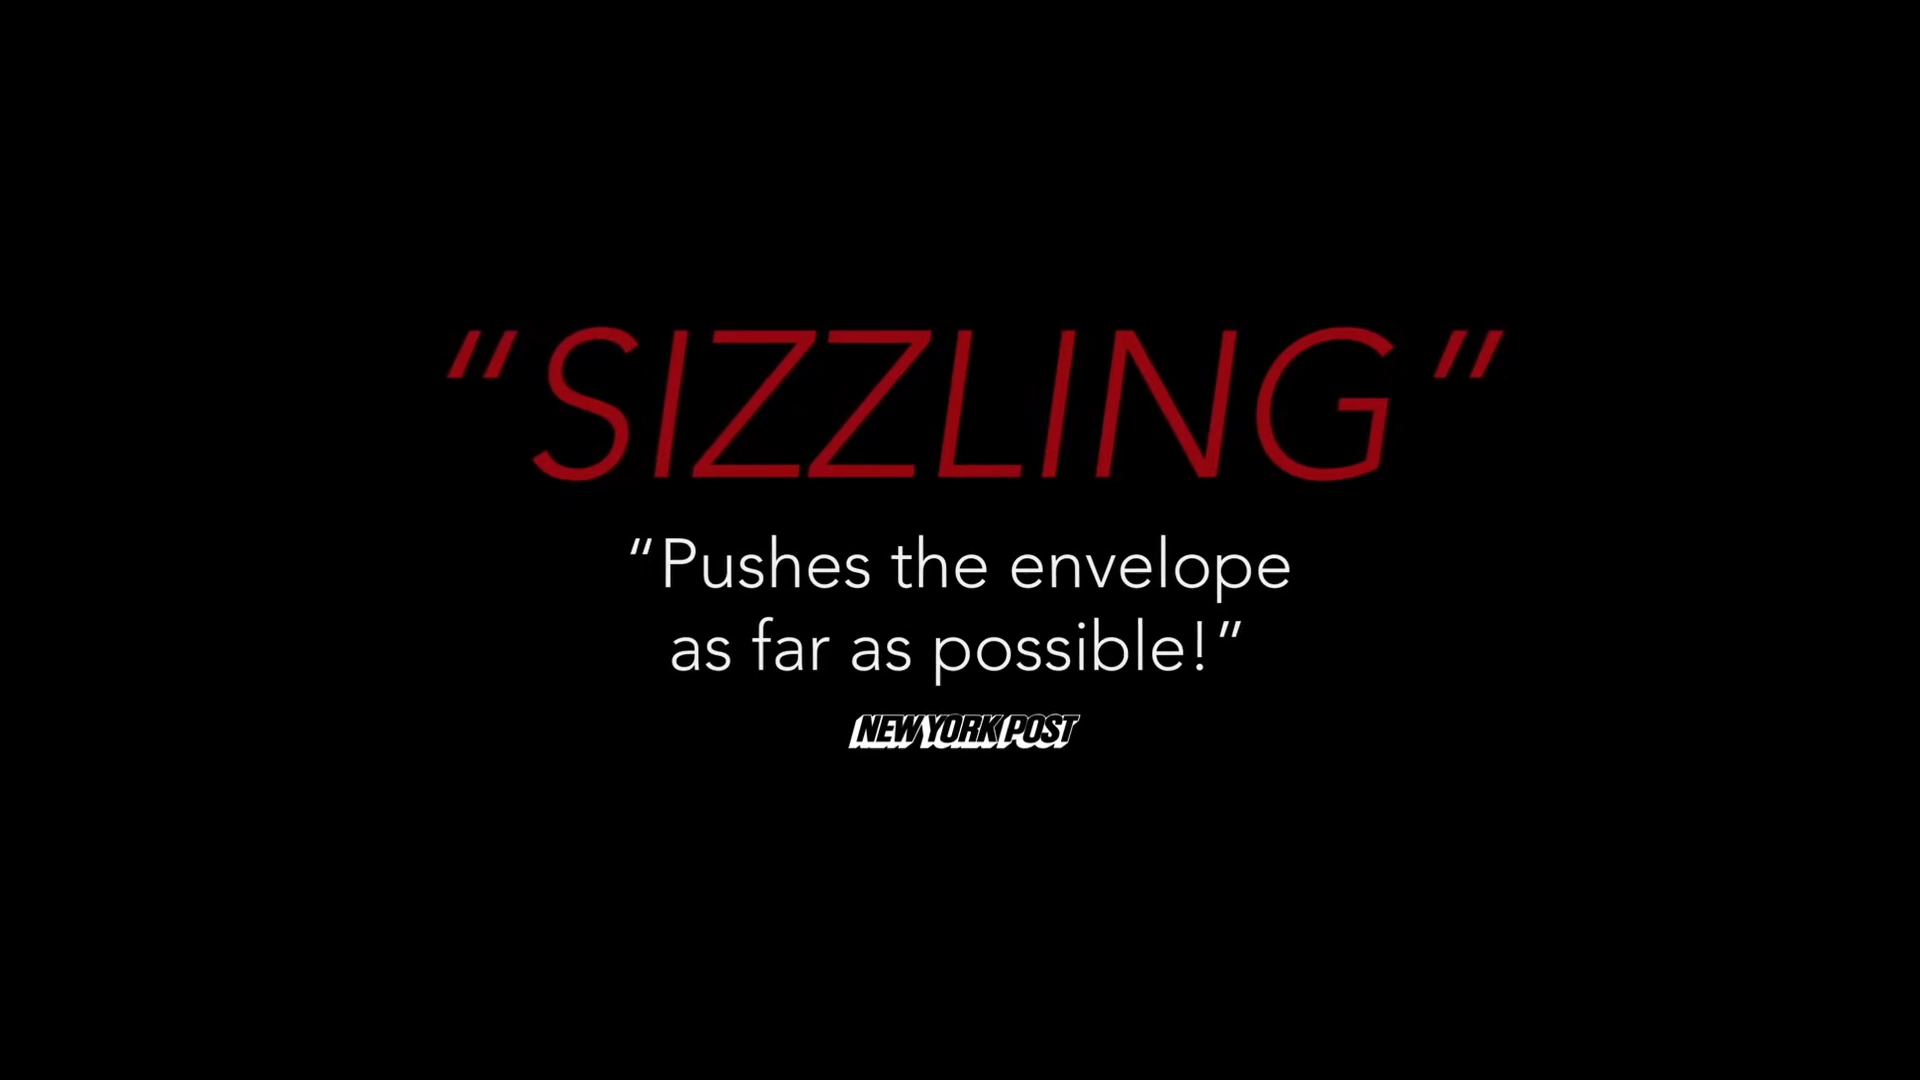 “SIZZLING”
“Pushes the envelope
as far as possible!”
NEW YORK POST